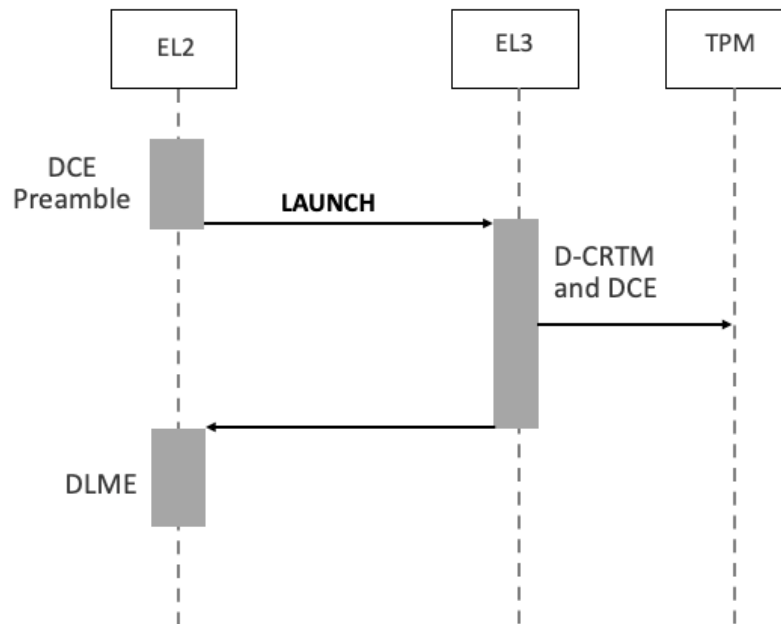 EL2
EL3
TPM
DCE
Preamble
LAUNCH
D-CRTM
and DCE
DLME